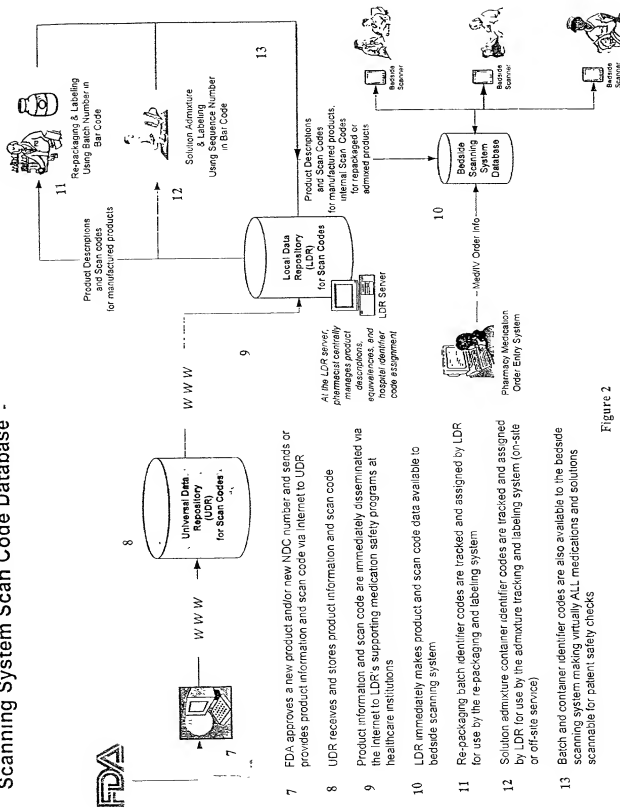 Scanning System Scan Code Database -
FDA
7
WWW
8
Universal Data
Repository
(UDR)
for Scan Codes
WWW
9
Product Descriptions
and Scan codes
for manufactured products
11
Re-packaging & Labeling
Using Batch Number in
Bar Code
12
Solution Admixture
& Labeling
Using Sequence Number
in Bar Code
13
Local Data
Repository
(LDR)
for Scan Codes
LDR Server
At the LDR server,
pharmacist centrally
manages product
descriptions,
equivalencies, and
hospital identifier
code assignment
Product Descriptions
and Scan Codes
for manufactured products,
internal Scan Codes
for repackaged or
admixed products
10
Bedside
Scanning
System
Database
Med/IV Order Info
Pharmacy Medication
Order Entry System
Bedside
Scanner
Bedside
Scanner
Bedside
Scanner
7 FDA approves a new product and/or new NDC number and sends or
provides product information and scan code via Internet to UDR
8 UDR receives and stores product information and scan code
9 Product information and scan code are immediately disseminated via
the Internet to LDR's supporting medication safety programs at
healthcare institutions
10 LDR immediately makes product and scan code data available to
bedside scanning system
11 Re-packaging batch identifier codes are tracked and assigned by LDR
for use by the re-packaging and labeling system
12 Solution admixture container identifier codes are tracked and assigned
by LDR for use by the admixture tracking and labeling system (on-site
or off-site service)
13 Batch and container identifier codes are also available to the bedside
scanning system making virtually ALL medications and solutions
scannable for patient safety checks
Figure 2